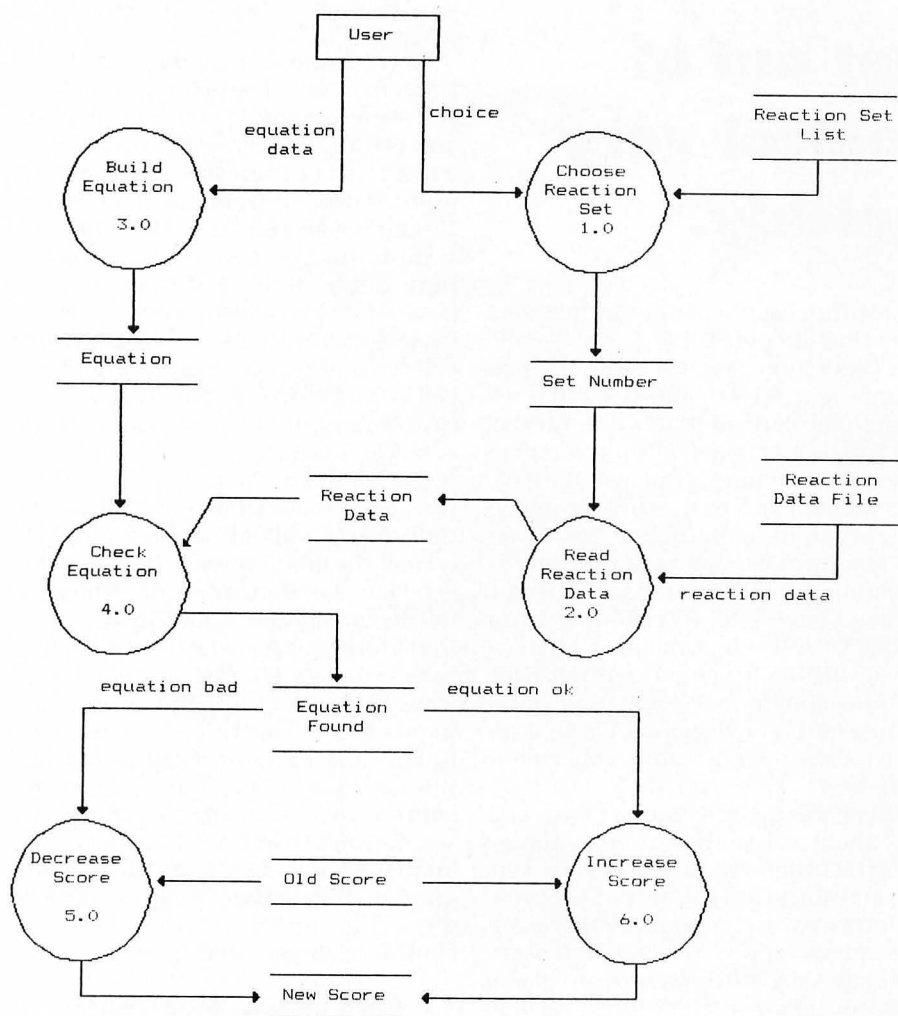 User
equation
data
choice
Reaction Set
List
Build
Equation
3.0
Choose
Reaction
Set
1.0
Equation
Set Number
Reaction
Data
Reaction
Data File
Check
Equation
4.0
Read
Reaction
Data
2.0
reaction data
equation bad
equation ok
Equation
Found
Decrease
Score
5.0
Old Score
Increase
Score
6.0
New Score